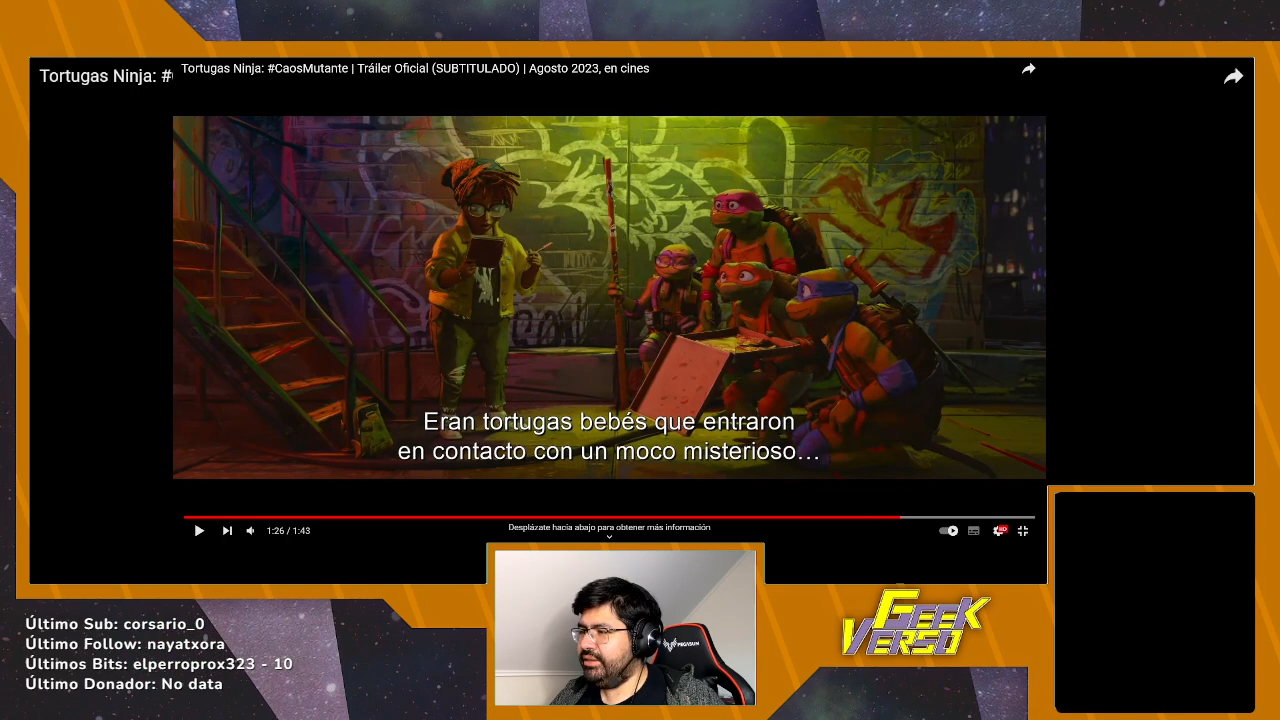 Tortugas Ninja: #
Tortugas Ninja: #CaosMutante | Tráiler Oficial (SUBTITULADO) | Agosto 2023, en cines
Eran tortugas bebés que entraron
en contacto con un moco misterioso…
1:26 / 1:43
Desplázate hacia abajo para obtener más información
HD
Último Sub: corsario_0
Último Follow: nayatxora
Últimos Bits: elperroprox323 - 10
Último Donador: No data
PEGASUN
GEEK
VERSO